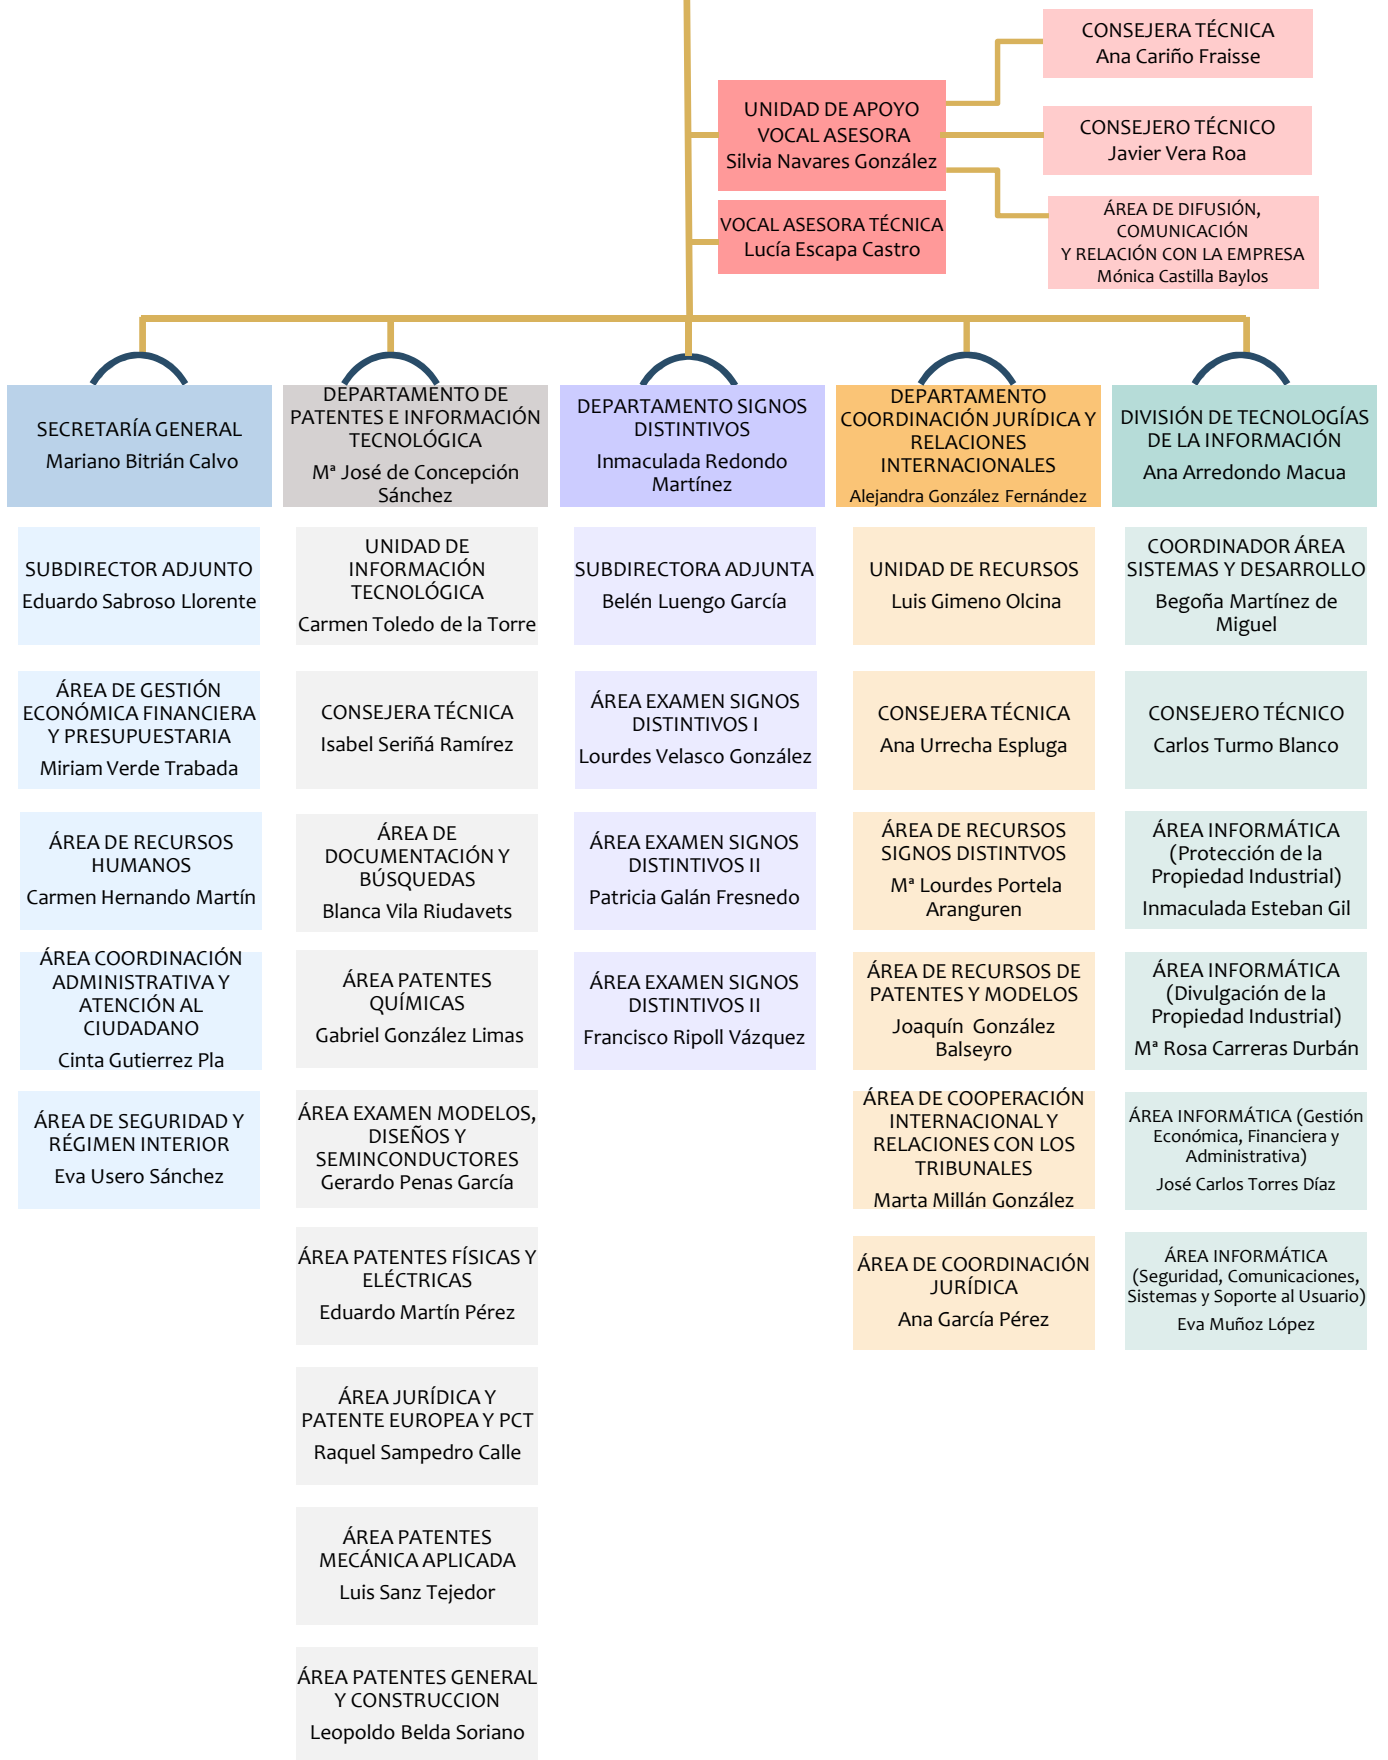 CONSEJERA TÉCNICA
Ana Cariño Fraisse
UNIDAD DE APOYO
VOCAL ASESORA
Silvia Navares González
CONSEJERO TÉCNICO
Javier Vera Roa
VOCAL ASESORA TÉCNICA
Lucía Escapa Castro
ÁREA DE DIFUSIÓN,
COMUNICACIÓN
Y RELACIÓN CON LA EMPRESA
Mónica Castilla Baylos
SECRETARÍA GENERAL
Mariano Bitrián Calvo
SUBDIRECTOR ADJUNTO
Eduardo Sabroso Llorente
ÁREA DE GESTIÓN
ECONÓMICA FINANCIERA
Y PRESUPUESTARIA
Miriam Verde Trabada
ÁREA DE RECURSOS
HUMANOS
Carmen Hernando Martín
ÁREA COORDINACIÓN
ADMINISTRATIVA Y
ATENCIÓN AL
CIUDADANO
Cinta Gutierrez Pla
ÁREA DE SEGURIDAD Y
RÉGIMEN INTERIOR
Eva Usero Sánchez
DEPARTAMENTO DE
PATENTES E INFORMACIÓN
TECNOLÓGICA
Mª José de Concepción
Sánchez
UNIDAD DE
INFORMACIÓN
TECNOLÓGICA
Carmen Toledo de la Torre
CONSEJERA TÉCNICA
Isabel Seriñá Ramírez
ÁREA DE
DOCUMENTACIÓN Y
BÚSQUEDAS
Blanca Vila Riudavets
ÁREA PATENTES
QUÍMICAS
Gabriel González Limas
ÁREA EXAMEN MODELOS,
DISEÑOS Y
SEMINCONDUCTORES
Gerardo Penas García
ÁREA PATENTES FÍSICAS Y
ELÉCTRICAS
Eduardo Martín Pérez
ÁREA JURÍDICA Y
PATENTE EUROPEA Y PCT
Raquel Sampedro Calle
ÁREA PATENTES
MECÁNICA APLICADA
Luis Sanz Tejedor
ÁREA PATENTES GENERAL
Y CONSTRUCCION
Leopoldo Belda Soriano
DEPARTAMENTO SIGNOS
DISTINTIVOS
Inmaculada Redondo
Martínez
SUBDIRECTORA ADJUNTA
Belén Luengo García
ÁREA EXAMEN SIGNOS
DISTINTIVOS I
Lourdes Velasco González
ÁREA EXAMEN SIGNOS
DISTINTIVOS II
Patricia Galán Fresnedo
ÁREA EXAMEN SIGNOS
DISTINTIVOS II
Francisco Ripoll Vázquez
DEPARTAMENTO
COORDINACIÓN JURÍDICA Y
RELACIONES
INTERNACIONALES
Alejandra González Fernández
UNIDAD DE RECURSOS
Luis Gimeno Olcina
CONSEJERA TÉCNICA
Ana Urrecha Espluga
ÁREA DE RECURSOS
SIGNOS DISTINTVOS
Mª Lourdes Portela
Aranguren
ÁREA DE RECURSOS DE
PATENTES Y MODELOS
Joaquín González
Balseyro
ÁREA DE COOPERACIÓN
INTERNACIONAL Y
RELACIONES CON LOS
TRIBUNALES
Marta Millán González
ÁREA DE COORDINACIÓN
JURÍDICA
Ana García Pérez
DIVISIÓN DE TECNOLOGÍAS
DE LA INFORMACIÓN
Ana Arredondo Macua
COORDINADOR ÁREA
SISTEMAS Y DESARROLLO
Begoña Martínez de
Miguel
CONSEJERO TÉCNICO
Carlos Turmo Blanco
ÁREA INFORMÁTICA
(Protección de la
Propiedad Industrial)
Inmaculada Esteban Gil
ÁREA INFORMÁTICA
(Divulgación de la
Propiedad Industrial)
Mª Rosa Carreras Durbán
ÁREA INFORMÁTICA (Gestión
Económica, Financiera y
Administrativa)
José Carlos Torres Díaz
ÁREA INFORMÁTICA
(Seguridad, Comunicaciones,
Sistemas y Soporte al Usuario)
Eva Muñoz López